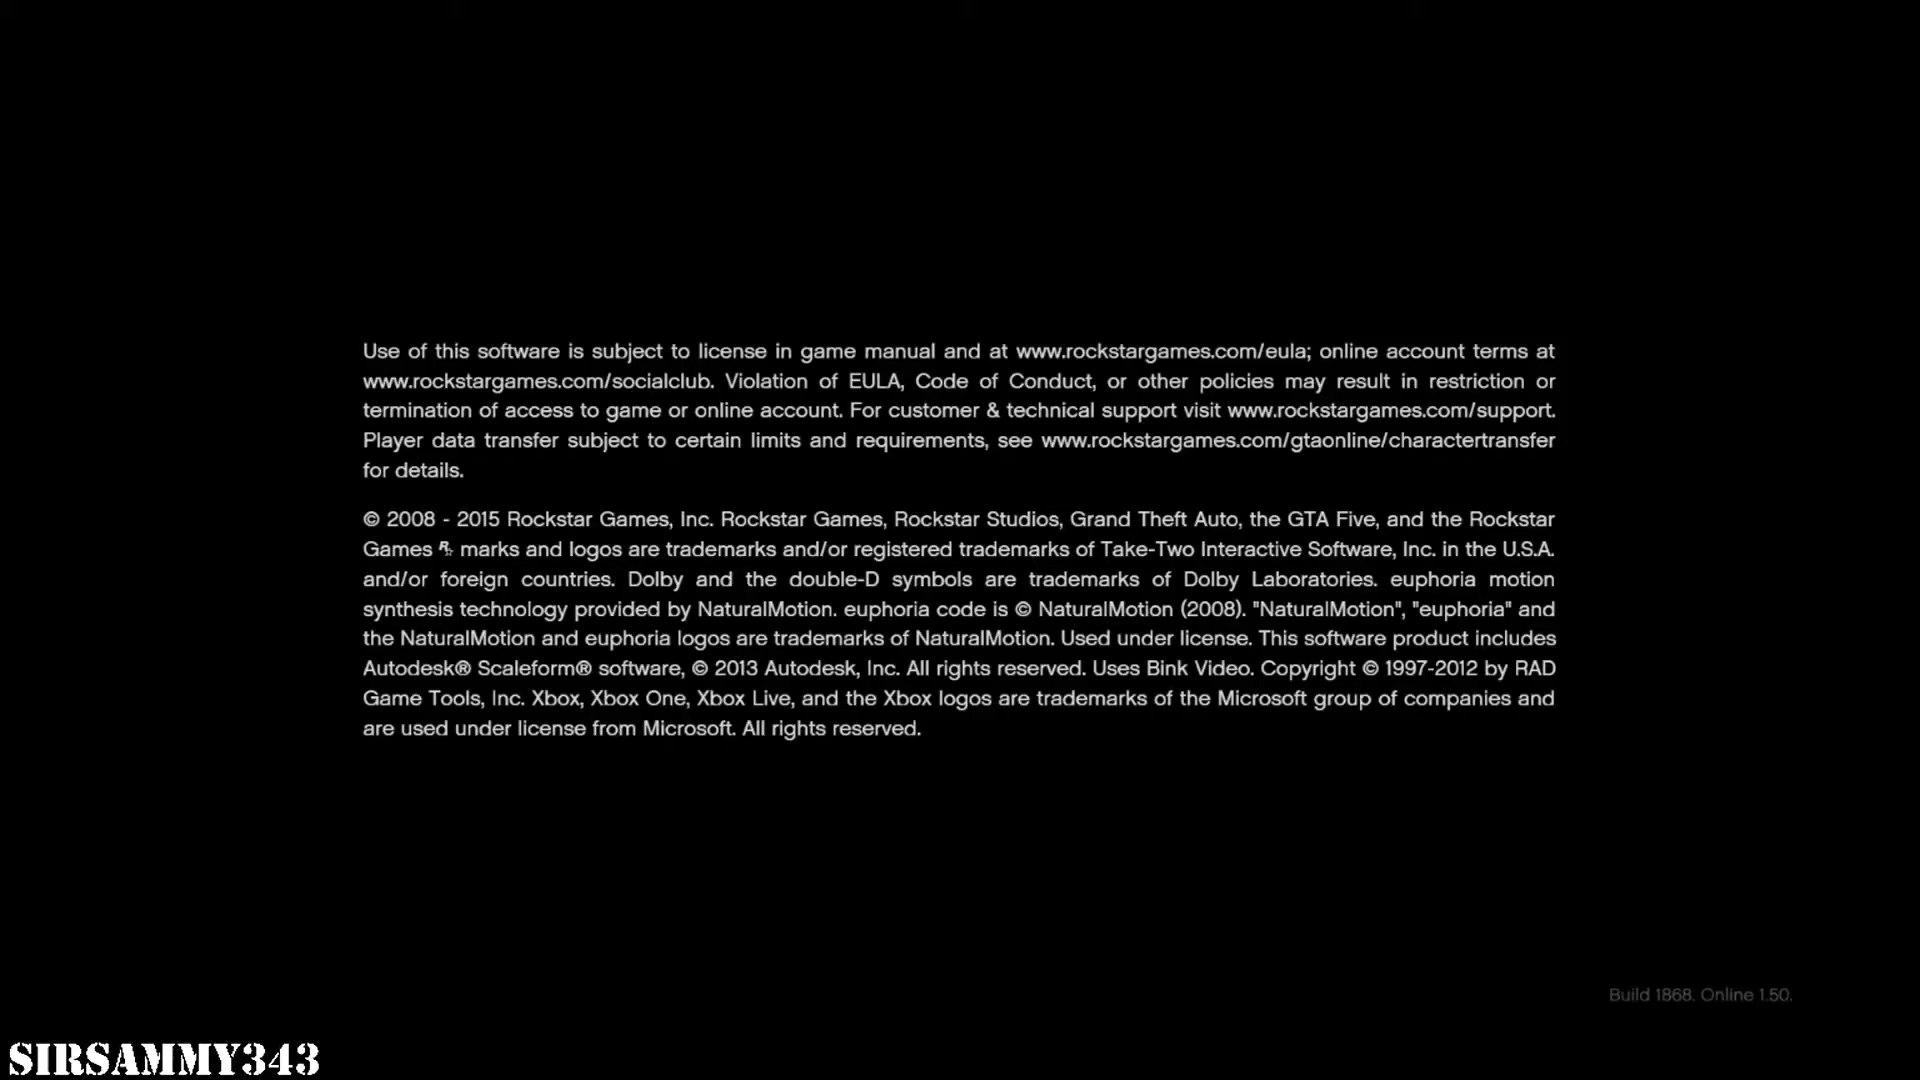 Use of this software is subject to license in game manual and at www.rockstargames.com/eula; online account terms at
www.rockstargames.com/socialclub. Violation of EULA, Code of Conduct, or other policies may result in restriction or
termination of access to game or online account. For customer & technical support visit www.rockstargames.com/support.
Player data transfer subject to certain limits and requirements, see www.rockstargames.com/gtaonline/charactertransfer
for details.
© 2008 - 2015 Rockstar Games, Inc. Rockstar Games, Rockstar Studios, Grand Theft Auto, the GTA Five, and the Rockstar
Games R* marks and logos are trademarks and/or registered trademarks of Take-Two Interactive Software, Inc. in the U.S.A.
and/or foreign countries. Dolby and the double-D symbols are trademarks of Dolby Laboratories. euphoria motion
synthesis technology provided by NaturalMotion. euphoria code is © NaturalMotion (2008). "NaturalMotion", "euphoria" and
the NaturalMotion and euphoria logos are trademarks of NaturalMotion. Used under license. This software product includes
Autodesk® Scaleform® software, © 2013 Autodesk, Inc. All rights reserved. Uses Bink Video. Copyright © 1997-2012 by RAD
Game Tools, Inc. Xbox, Xbox One, Xbox Live, and the Xbox logos are trademarks of the Microsoft group of companies and
are used under license from Microsoft. All rights reserved.
Build 1868. Online 1.50.
SIRSAMMY343